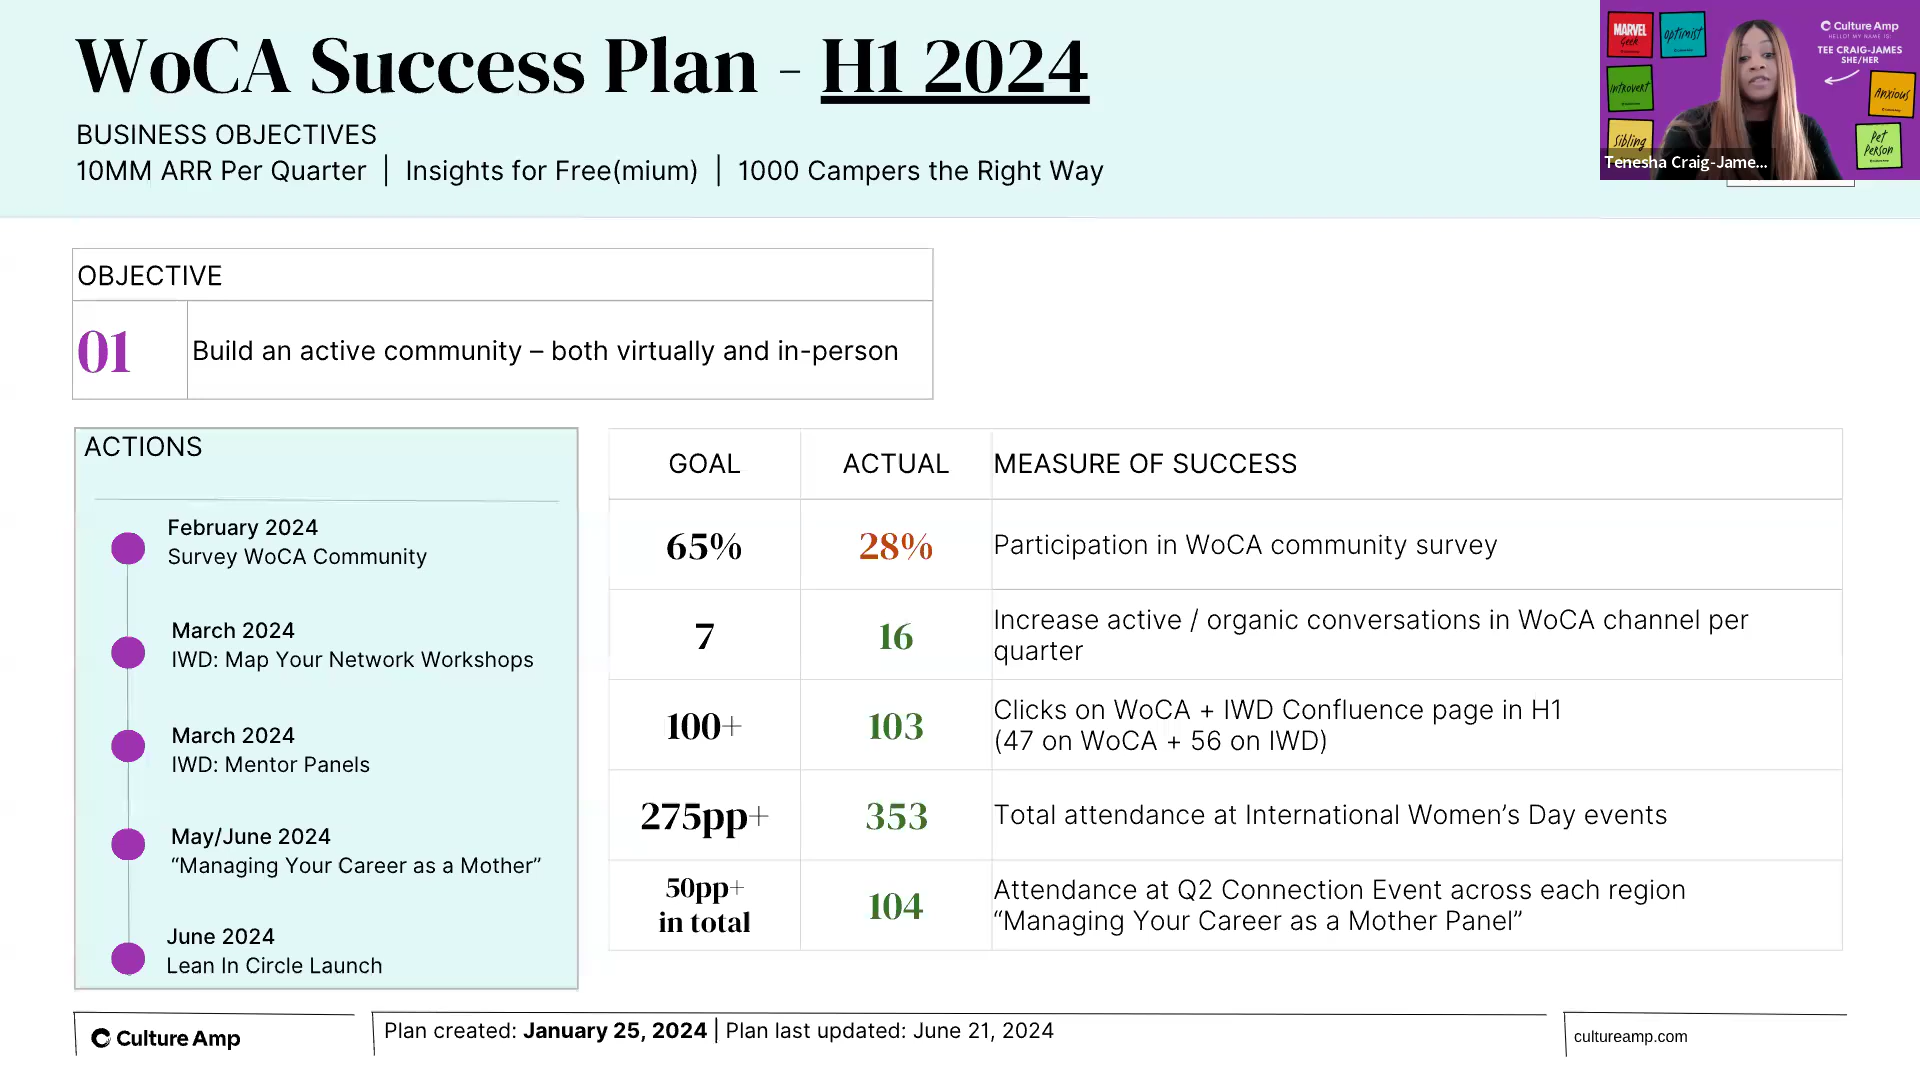 WoCA Success Plan - H1 2024
BUSINESS OBJECTIVES
10MM ARR Per Quarter | Insights for Free(mium) | 1000 Campers the Right Way
MARVEL
Geek
optimist
Introvert
Sibling
Culture Amp
HELLO! MY NAME IS
TEE CRAIG-JAMES
SHE/HER
Anxious
Pet
Person
Tenesha Craig-Jame...
OBJECTIVE
01
Build an active community – both virtually and in-person
ACTIONS
February 2024
Survey WoCA Community
March 2024
IWD: Map Your Network Workshops
March 2024
IWD: Mentor Panels
May/June 2024
“Managing Your Career as a Mother”
June 2024
Lean In Circle Launch
GOAL ACTUAL MEASURE OF SUCCESS
65% 28% Participation in WoCA community survey
7 16 Increase active / organic conversations in WoCA channel per
quarter
100+ 103 Clicks on WoCA + IWD Confluence page in H1
(47 on WoCA + 56 on IWD)
275pp+ 353 Total attendance at International Women’s Day events
50pp+
in total
104
Attendance at Q2 Connection Event across each region
“Managing Your Career as a Mother Panel”
Culture Amp
Plan created: January 25, 2024 | Plan last updated: June 21, 2024
cultureamp.com